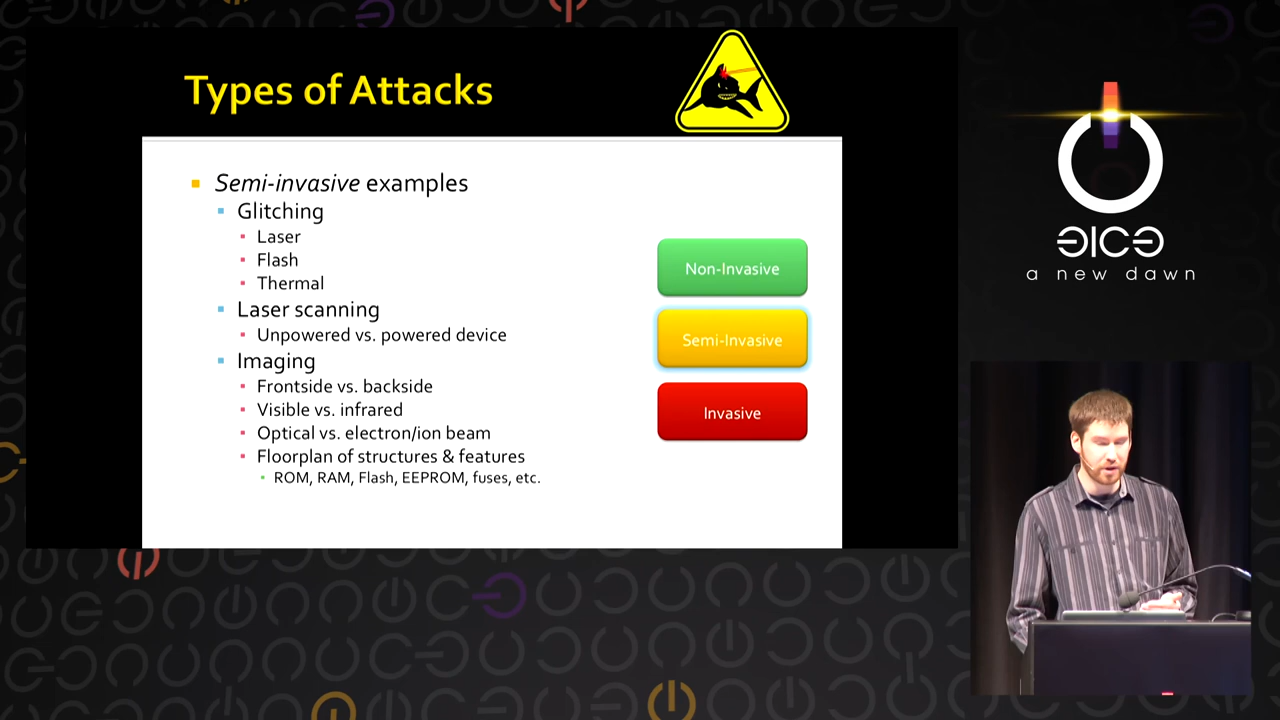 Types of Attacks
Semi-invasive examples
Glitching
Laser
Flash
Thermal
Laser scanning
Unpowered vs. powered device
Imaging
Frontside vs. backside
Visible vs. infrared
Optical vs. electron/ion beam
Floorplan of structures & features
ROM, RAM, Flash, EEPROM, fuses, etc.
Non-Invasive
Semi-Invasive
Invasive
a new dawn